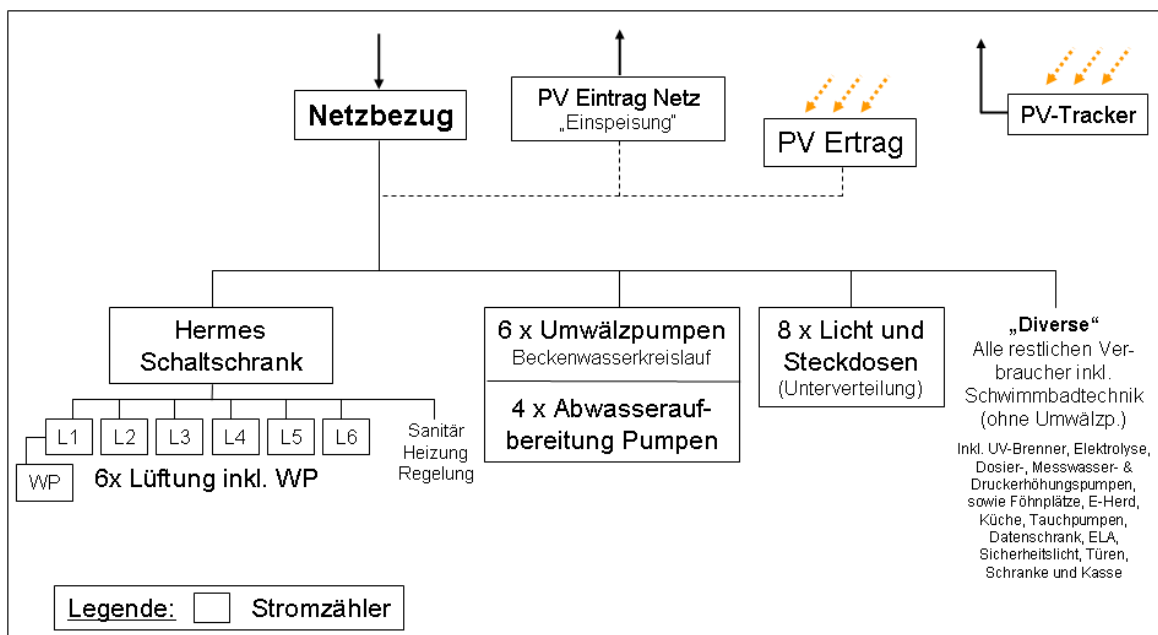 Netzbezug
PV Eintrag Netz
„Einspeisung“
PV Ertrag
PV-Tracker
Hermes
Schaltschrank
L1
L2
L3
L4
L5
L6
WP
6x Lüftung inkl. WP
Sanitär
Heizung
Regelung
6 x Umwälzpumpen
Beckenwasserkreislauf
4 x Abwasserauf-
bereitung Pumpen
8 x Licht und
Steckdosen
(Unterverteilung)
„Diverse“
Alle restlichen Ver-
braucher inkl.
Schwimmbadtechnik
(ohne Umwälzp.)
Inkl. UV-Brenner, Elektrolyse,
Dosier-, Messwasser- &
Druckerhöhungspumpen,
sowie Föhnplätze, E-Herd,
Küche, Tauchpumpen,
Datenschrank, ELA,
Sicherheitslicht, Türen,
Schranke und Kasse
Legende: Stromzähler